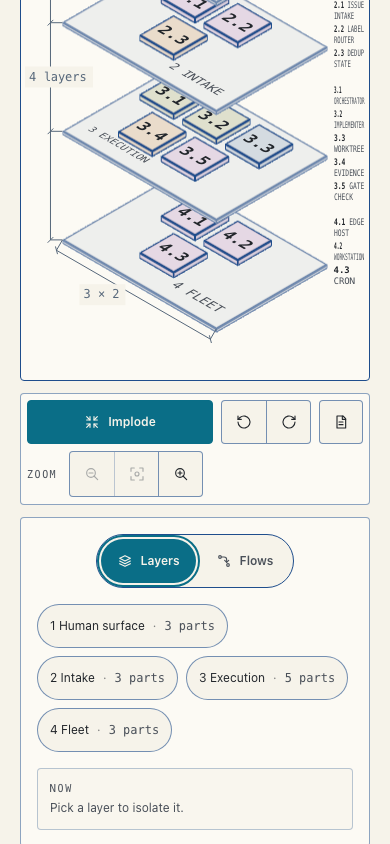 2.1 ISSUE
INTAKE
2.2
2.2 LABEL
ROUTER
2.3
2.3 DEDUP
STATE
2 INTAKE
4 layers
3.1
3.1
ORCHESTRATOR
3.2
3.2
IMPLEMENTER
3.3
3.3
WORKTREE
3.4
3.4
EVIDENCE
3.5
3.5 GATE
CHECK
3 EXECUTION
4.1
4.1 EDGE
HOST
4.2
4.2
WORKSTATION
4.3
4.3
CRON
4 FLEET
3 × 2
Implode
ZOOM
Layers
Flows
1 Human surface · 3 parts
2 Intake · 3 parts
3 Execution · 5 parts
4 Fleet · 3 parts
NOW
Pick a layer to isolate it.